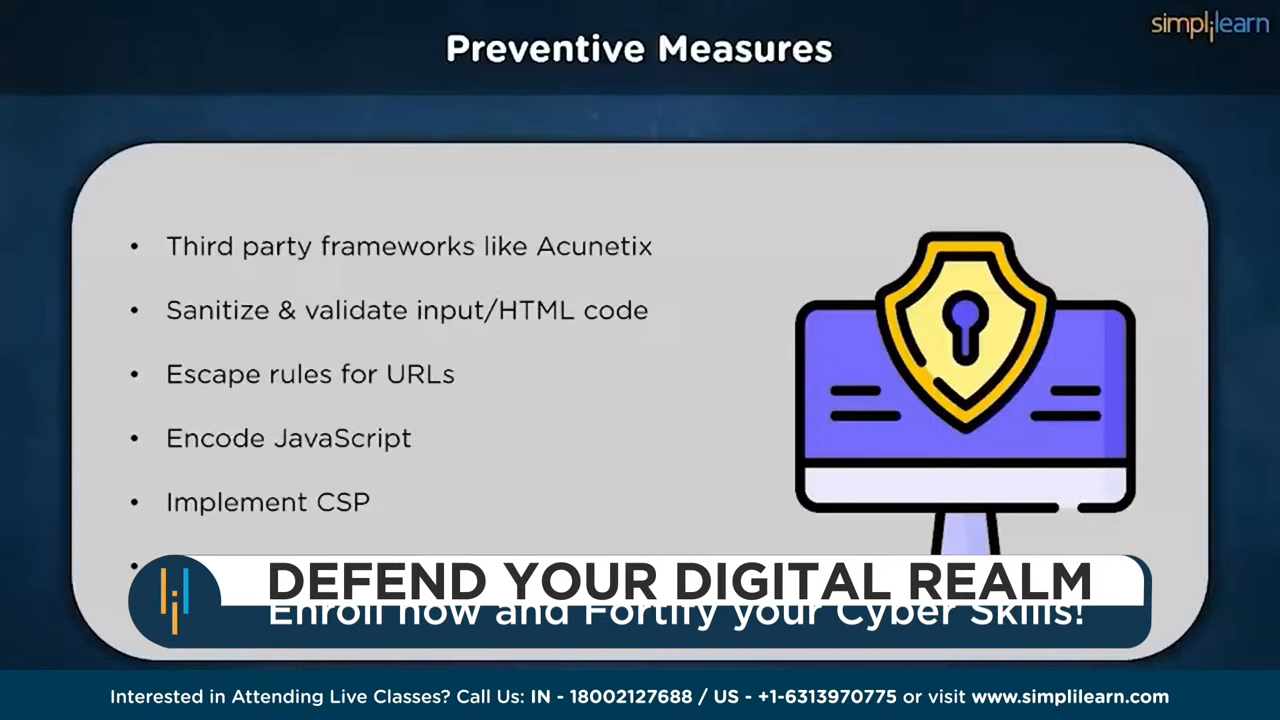 simplilearn
Preventive Measures
• Third party frameworks like Acunetix
• Sanitize & validate input/HTML code
• Escape rules for URLs
• Encode JavaScript
• Implement CSP
•
DEFEND YOUR DIGITAL REALM
Enroll now and Fortify your Cyber Skills!
Interested in Attending Live Classes? Call Us: IN - 18002127688 / US - +1-6313970775 or visit www.simplilearn.com